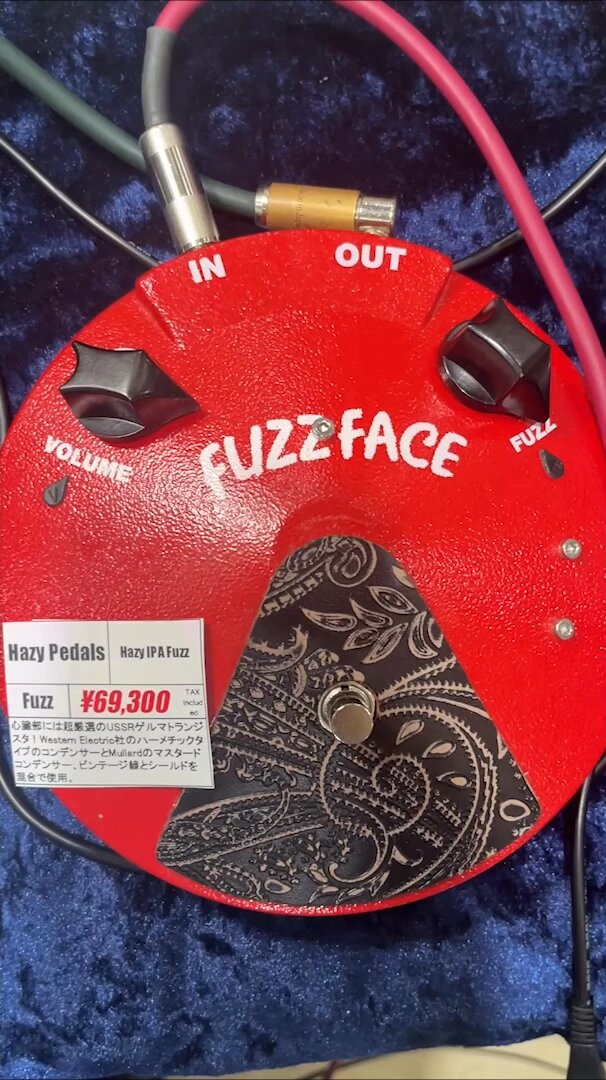 IN
OUT
VOLUME
FUZZ FACE
FUZZ
Hazy Pedals
Hazy IPA Fuzz
Fuzz
¥69,300
TAX
Included
心臓部には超厳選のUSSRゲルマトランジ
スタ!Western Electric社のハーメチックタ
イプのコンデンサーとMullardのマスタード
コンデンサー、ビンテージ線とシールドを
混合で使用。